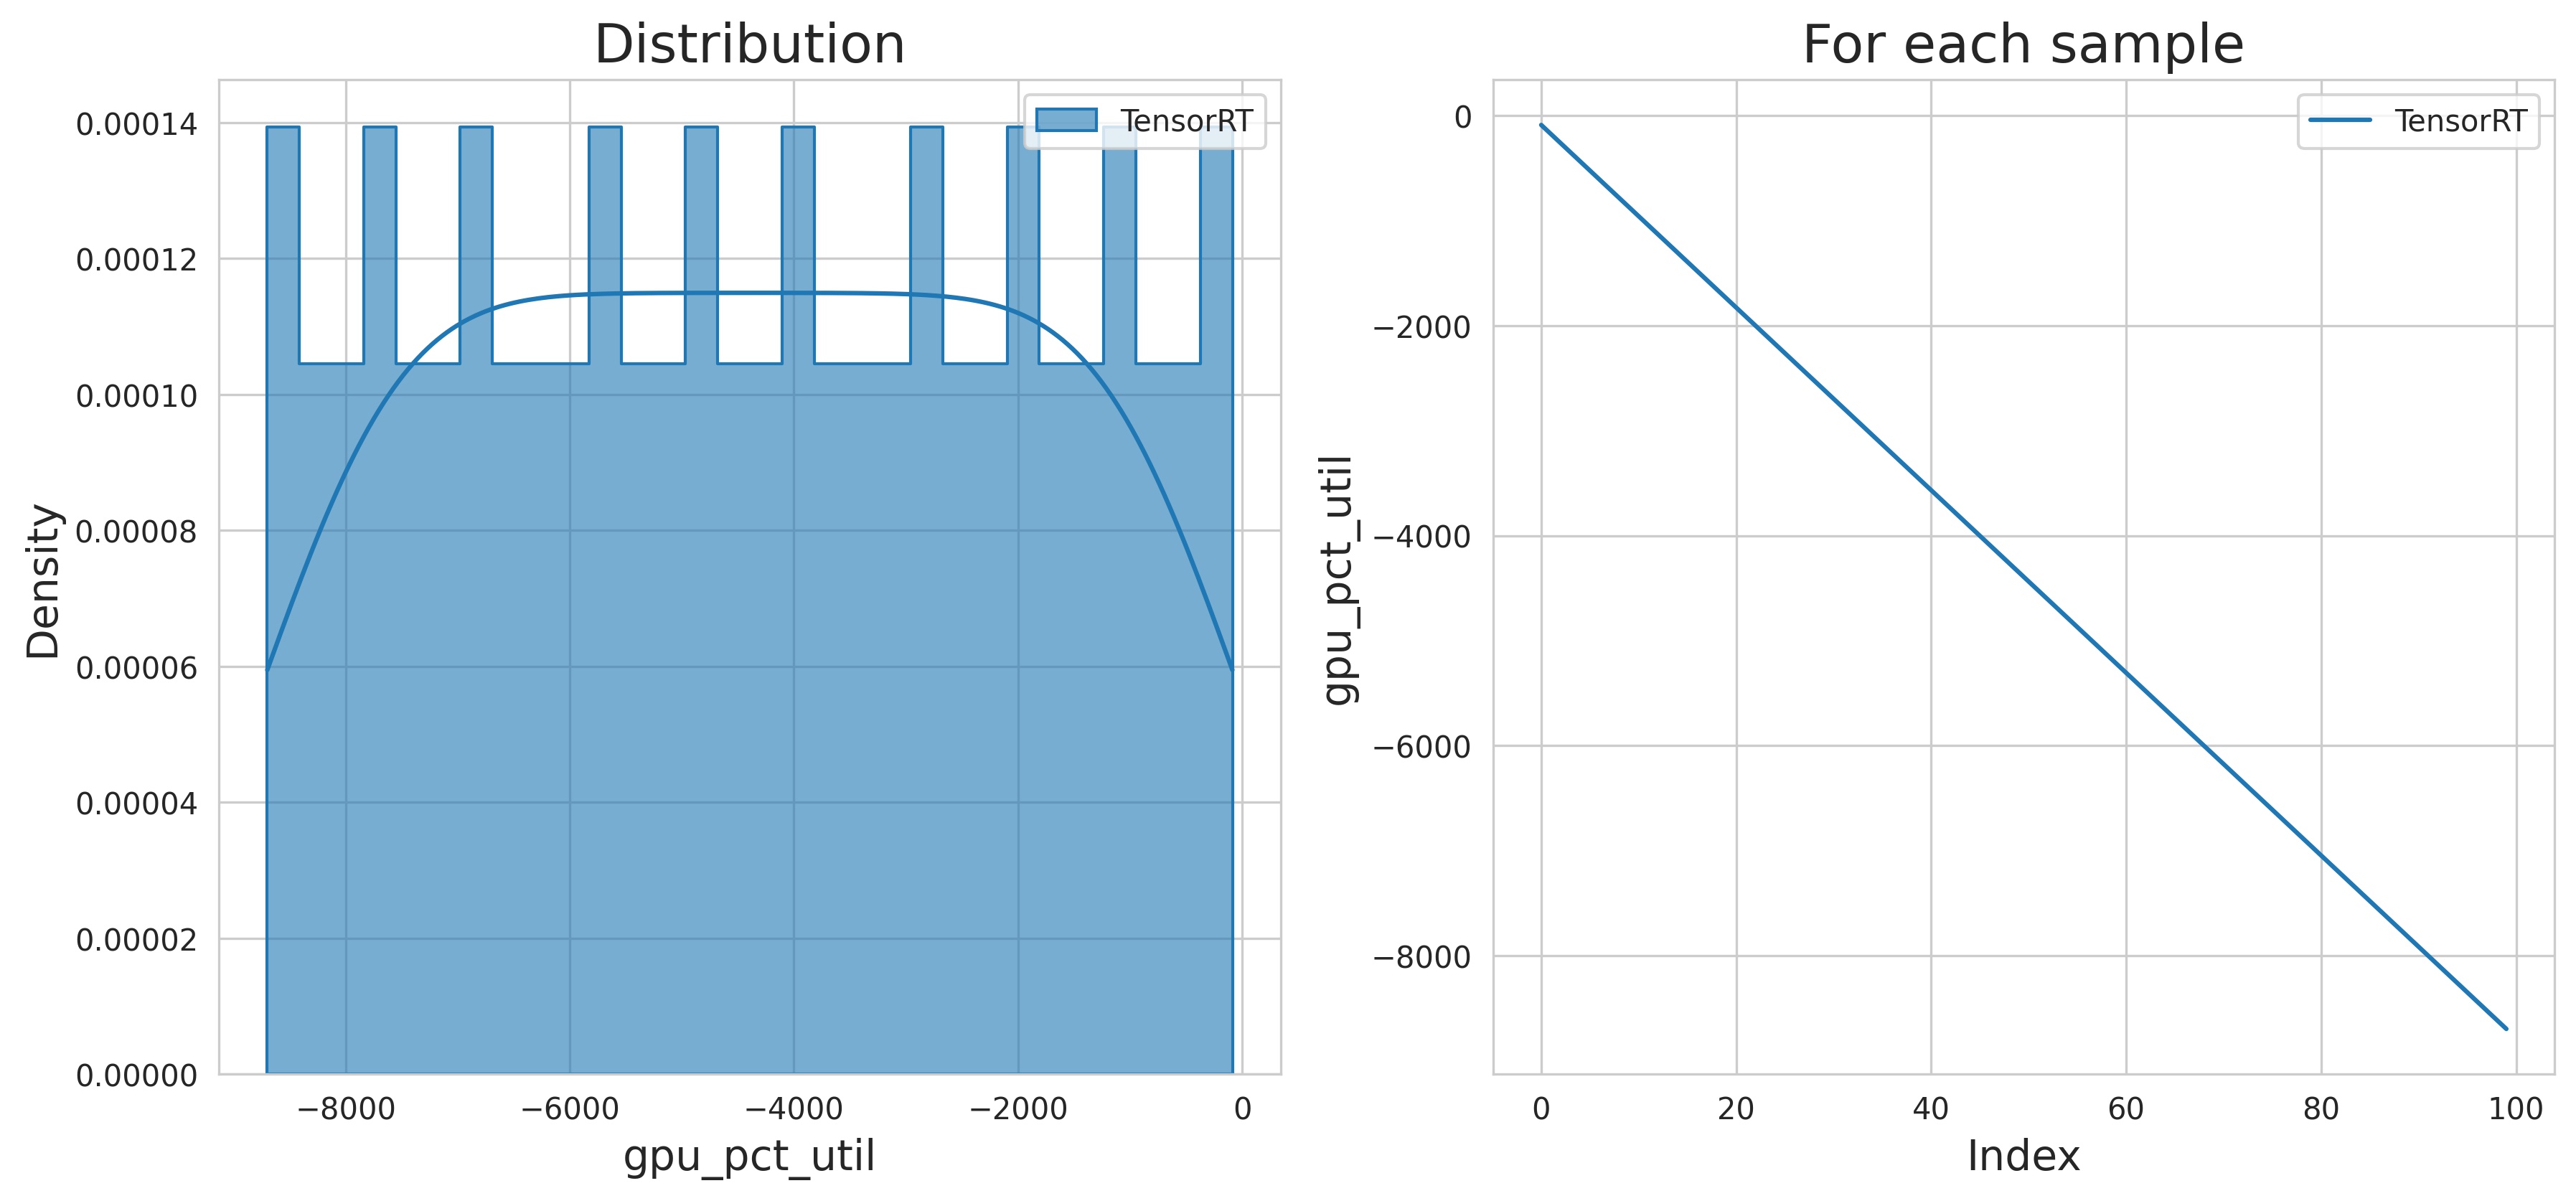 Distribution
TensorRT
0.00014
0.00012
0.00010
0.00008
0.00006
0.00004
0.00002
0.00000
Density
−8000 −6000 −4000 −2000 0
gpu_pct_util
For each sample
TensorRT
0
−2000
−4000
−6000
−8000
gpu_pct_util
0 20 40 60 80 100
Index